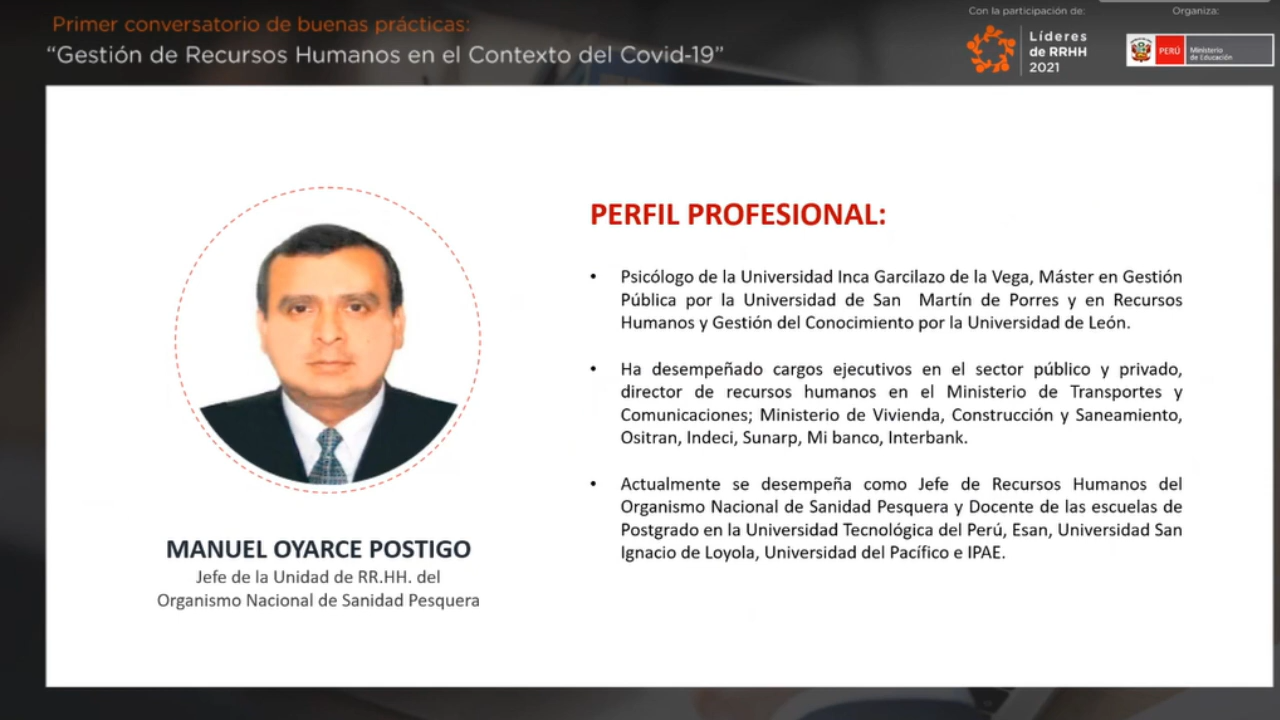 Primer conversatorio de buenas prácticas:
“Gestión de Recursos Humanos en el Contexto del Covid-19”
Con la participación de:
Líderes
de RRHH
2021
Organiza:
PERÚ
Ministerio
de Educación
MANUEL OYARCE POSTIGO
Jefe de la Unidad de RR.HH. del
Organismo Nacional de Sanidad Pesquera
PERFIL PROFESIONAL:
• Psicólogo de la Universidad Inca Garcilazo de la Vega, Máster en Gestión
Pública por la Universidad de San Martín de Porres y en Recursos
Humanos y Gestión del Conocimiento por la Universidad de León.
• Ha desempeñado cargos ejecutivos en el sector público y privado,
director de recursos humanos en el Ministerio de Transportes y
Comunicaciones; Ministerio de Vivienda, Construcción y Saneamiento,
Ositran, Indeci, Sunarp, Mi banco, Interbank.
• Actualmente se desempeña como Jefe de Recursos Humanos del
Organismo Nacional de Sanidad Pesquera y Docente de las escuelas de
Postgrado en la Universidad Tecnológica del Perú, Esan, Universidad San
Ignacio de Loyola, Universidad del Pacífico e IPAE.